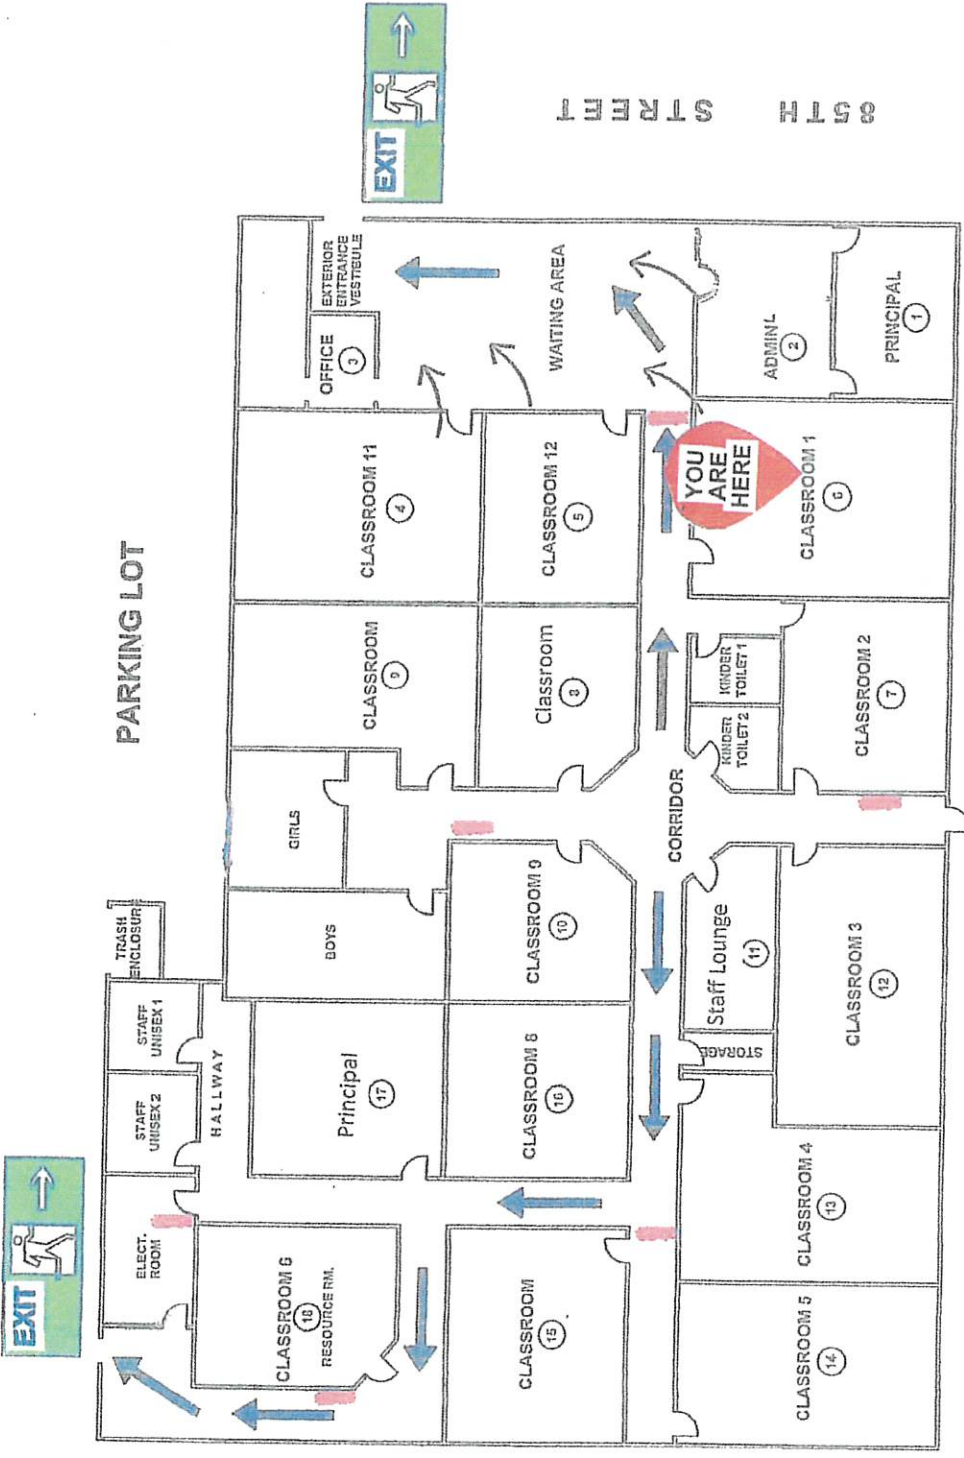 EXIT
TRASH
ENCLOSURE
STAFF
UNISEX 1
STAFF
UNISEX 2
ELECT.
ROOM
HALLWAY
PARKING LOT
CLASSROOM 6
18
RESOURCE RM.
Principal
17
BOYS
GIRLS
CLASSROOM
9
CLASSROOM 11
4
OFFICE
3
EXTERIOR
ENTRANCE
VESTIBULE
EXIT
CLASSROOM
15
CLASSROOM 8
16
CLASSROOM 9
10
Classroom
8
CLASSROOM 12
5
WAITING AREA
CORRIDOR
YOU
ARE
HERE
STORAGE
Staff Lounge
11
KINDER
TOILET 2
KINDER
TOILET 1
ADMINL
2
CLASSROOM 5
14
CLASSROOM 4
13
CLASSROOM 3
12
CLASSROOM 2
7
CLASSROOM 1
6
PRINCIPAL
1
85TH STREET